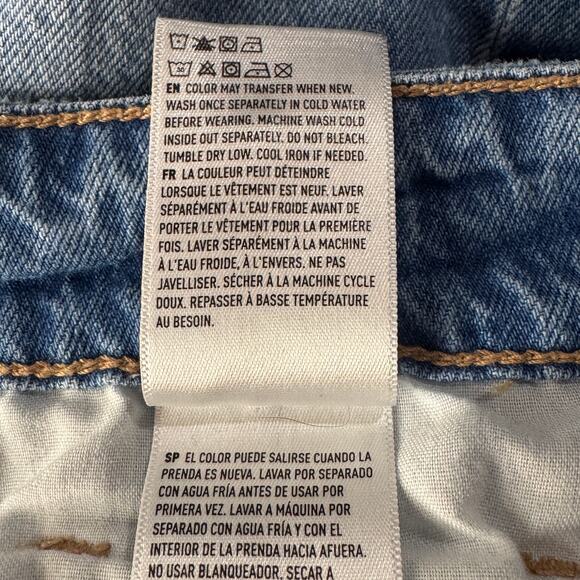 EN COLOR MAY TRANSFER WHEN NEW.
WASH ONCE SEPARATELY IN COLD WATER
BEFORE WEARING. MACHINE WASH COLD
INSIDE OUT SEPARATELY. DO NOT BLEACH.
TUMBLE DRY LOW. COOL IRON IF NEEDED.
FR LA COULEUR PEUT DÉTEINDRE
LORSQUE LE VÊTEMENT EST NEUF. LAVER
SÉPARÉMENT À L'EAU FROIDE AVANT DE
PORTER LE VÊTEMENT POUR LA PREMIÈRE
FOIS. LAVER SÉPARÉMENT À LA MACHINE
À L'EAU FROIDE, À L'ENVERS. NE PAS
JAVELLISER. SÉCHER À LA MACHINE CYCLE
DOUX. REPASSER À BASSE TEMPÉRATURE
AU BESOIN.
SP EL COLOR PUEDE SALIRSE CUANDO LA
PRENDA ES NUEVA. LAVAR POR SEPARADO
CON AGUA FRÍA ANTES DE USAR POR
PRIMERA VEZ. LAVAR A MÁQUINA POR
SEPARADO CON AGUA FRÍA Y CON EL
INTERIOR DE LA PRENDA HACIA AFUERA.
NO USAR BLANQUEADOR. SECAR A